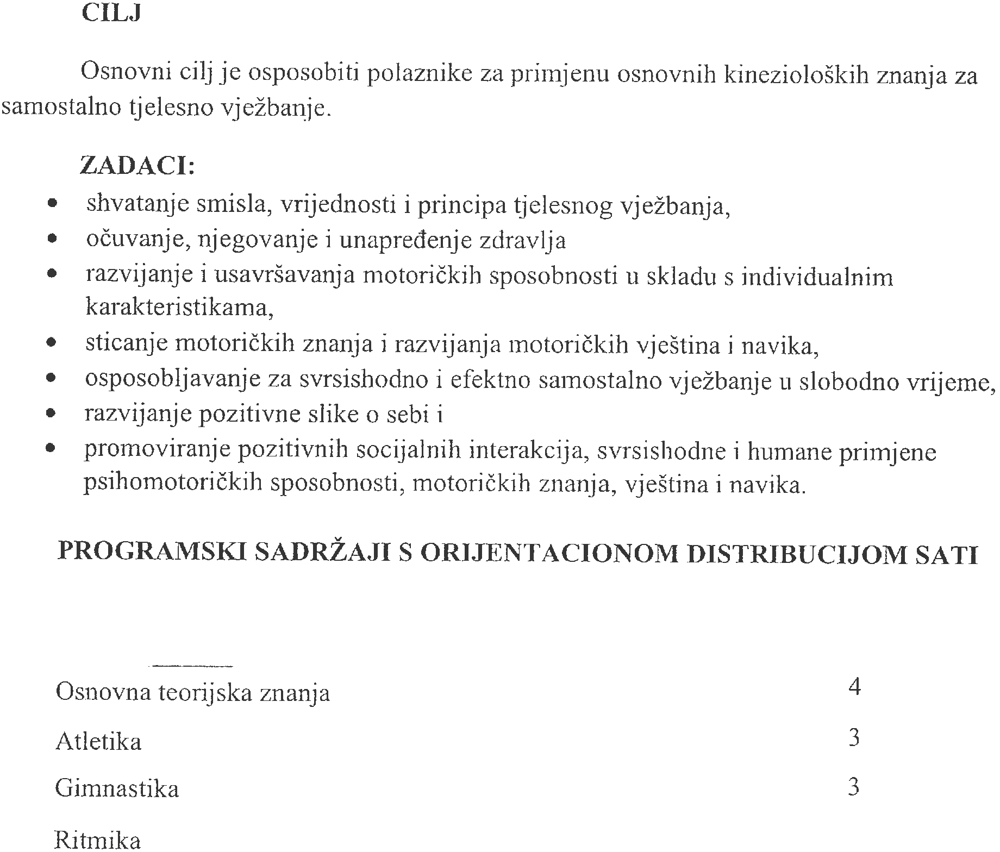 CILJ
Osnovni cilj je osposobiti polaznike za primjenu osnovnih kinezioloških znanja za
samostalno tjelesno vježbanje.
ZADACI:
• shvatanje smisla, vrijednosti i principa tjelesnog vježbanja,
• očuvanje, njegovanje i unapređenje zdravlja
• razvijanje i usavršavanja motoričkih sposobnosti u skladu s individualnim
karakteristikama,
• sticanje motoričkih znanja i razvijanja motoričkih vještina i navika,
• osposobljavanje za svrsishodno i efektno samostalno vježbanje u slobodno vrijeme,
• razvijanje pozitivne slike o sebi i
• promoviranje pozitivnih socijalnih interakcija, svrsishodne i humane primjene
psihomotoričkih sposobnosti, motoričkih znanja, vještina i navika.
PROGRAMSKI SADRŽAJI S ORIJENTACIONOM DISTRIBUCIJOM SATI
Osnovna teorijska znanja 4
Atletika 3
Gimnastika 3
Ritmika